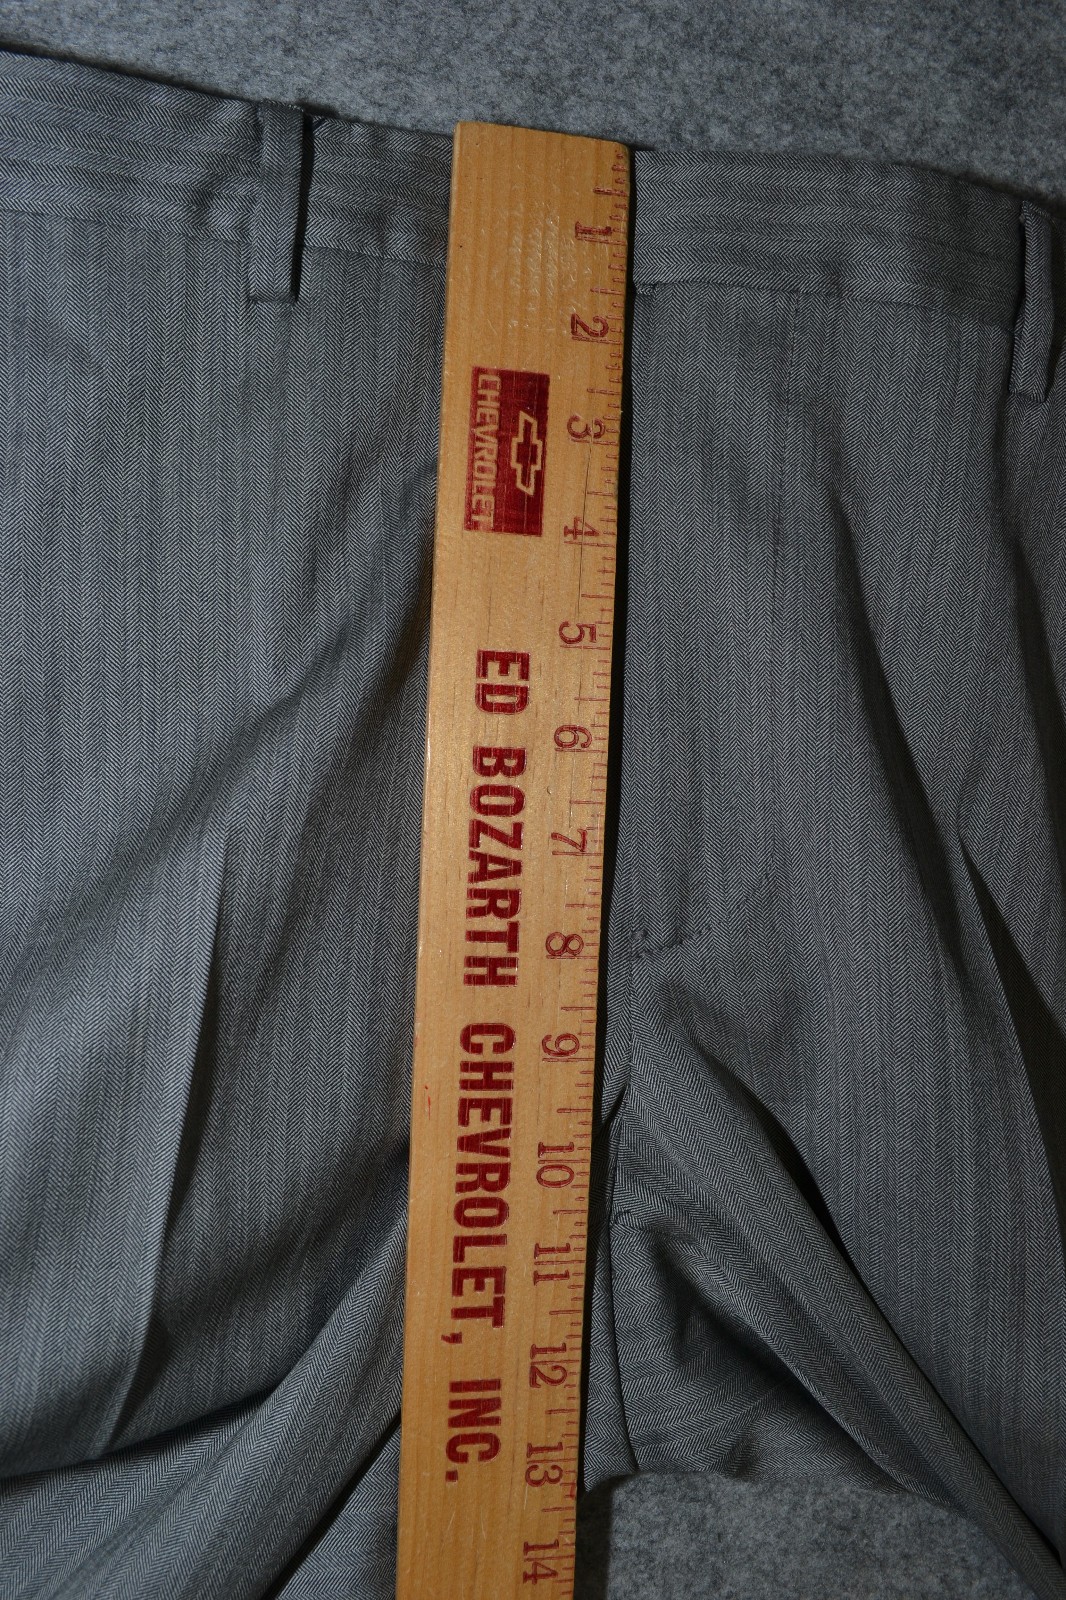 CHEVROLET
ED BOZARTH CHEVROLET, INC.
1 2 3 4 5 6 7 8 9 10 11 12 13 14